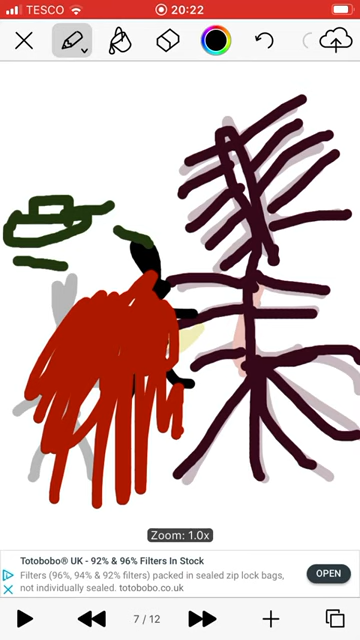 TESCO 20:22
Zoom: 1.0x
Totobobo® UK - 92% & 96% Filters In Stock
Filters (96%, 94% & 92% filters) packed in sealed zip lock bags,
not individually sealed. totobobo.co.uk
OPEN
7 / 12